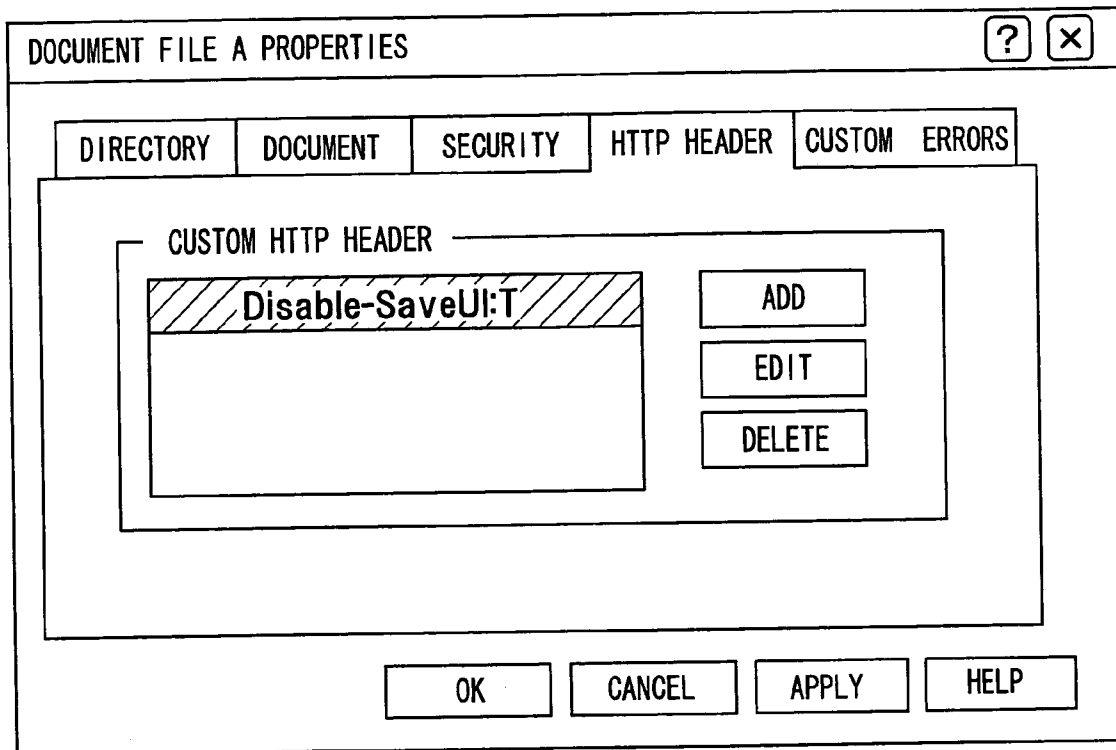 DOCUMENT FILE A PROPERTIES ? ×
DIRECTORY DOCUMENT SECURITY HTTP HEADER CUSTOM ERRORS
CUSTOM HTTP HEADER
Disable-SaveUI:T
ADD
EDIT
DELETE
OK CANCEL APPLY HELP